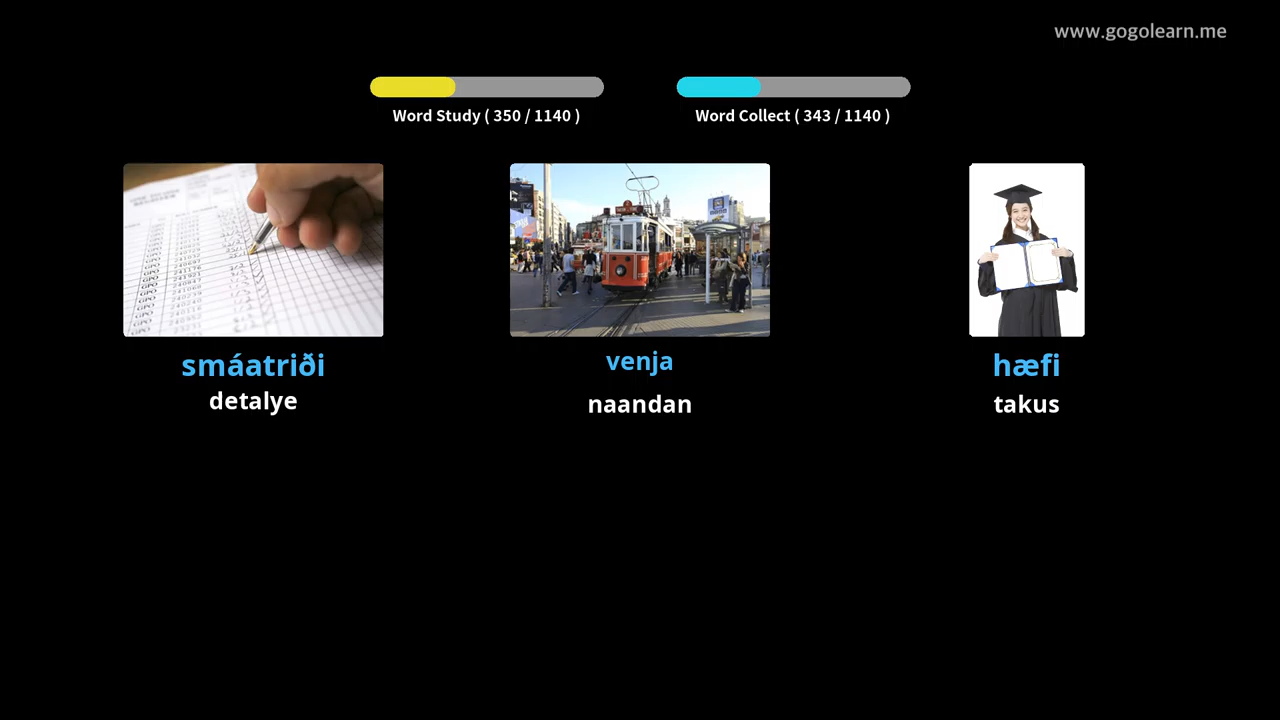 www.gogolearn.me
Word Study ( 350 / 1140 )
Word Collect ( 343 / 1140 )
smáatriði
detalye
venja
naandan
hæfi
takus